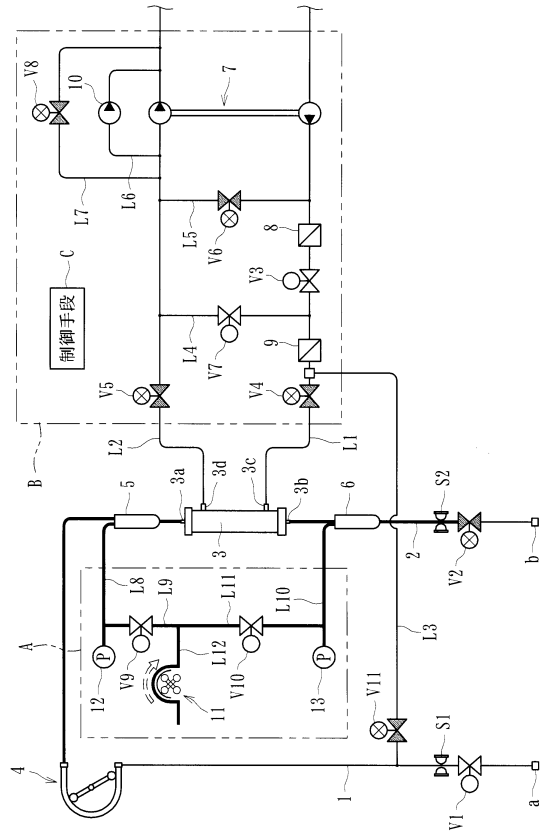 V8
10
7
L7
L6
C
制御手段
L5
V6
8
V3
L4
V7
9
V5
V4
B
L2
L1
3d
3c
3a
3b
5
3
6
S2
2
V2
b
L8
L9
L11
L10
A
12
P
V9
L12
V10
P
13
11
L3
V11
4
S1
1
V1
a